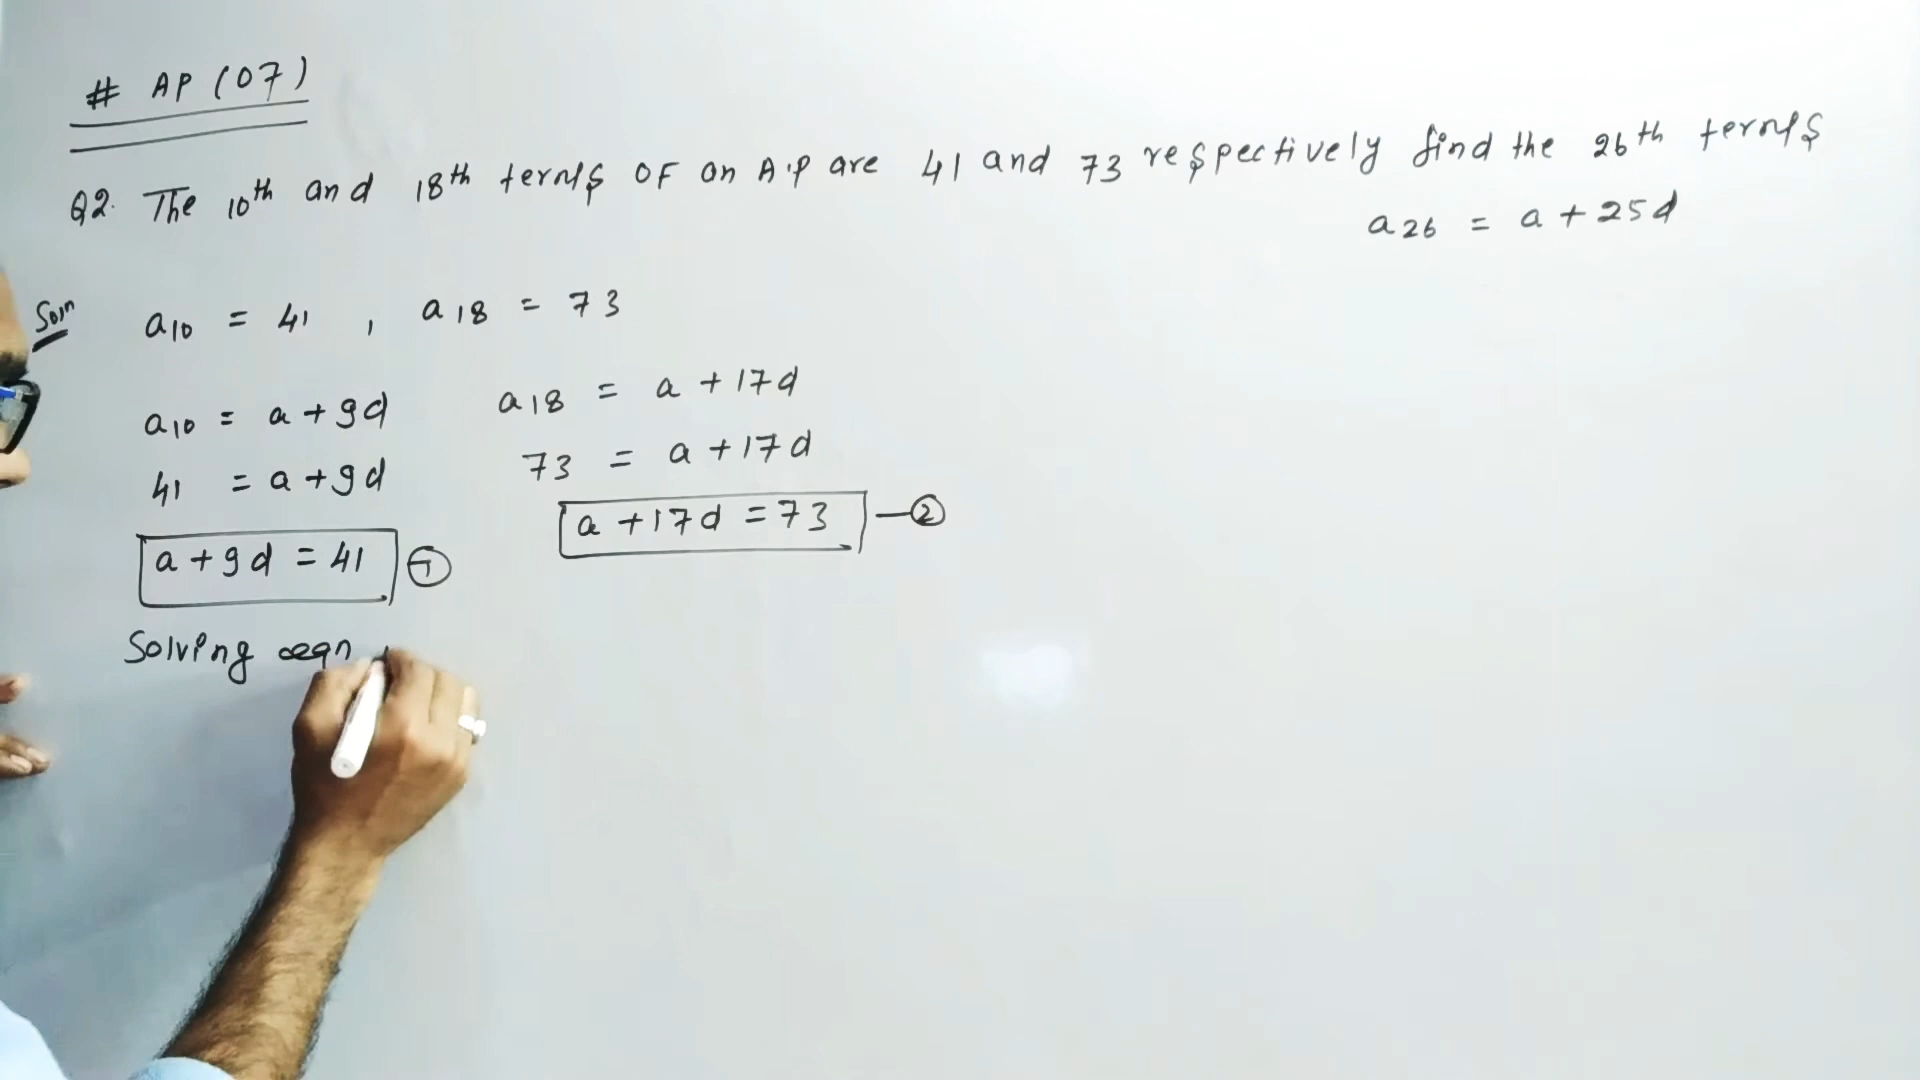 # AP (07)
Q2. The 10th and 18th terms OF an A.P are 41 and 73 respectively find the 26th terms
a26 = a + 25d
Soln a10 = 41 , a18 = 73
a10 = a + 9d
41 = a + 9d
a + 9d = 41 1
a18 = a + 17d
73 = a + 17d
a + 17d = 73 — 2
Solving eqn